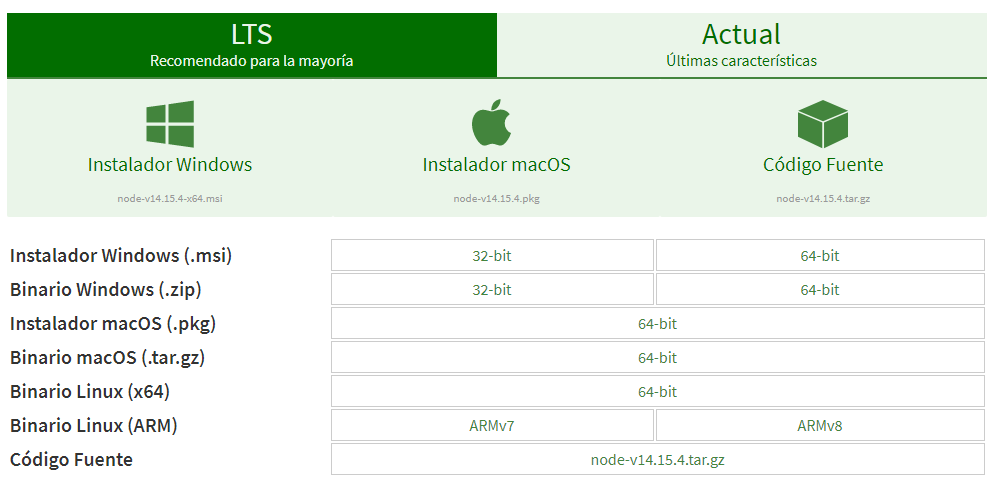 LTS
Recomendado para la mayoría
Actual
Últimas características
Instalador Windows
node-v14.15.4-x64.msi
Instalador macOS
node-v14.15.4.pkg
Código Fuente
node-v14.15.4.tar.gz
Instalador Windows (.msi) 32-bit 64-bit
Binario Windows (.zip) 32-bit 64-bit
Instalador macOS (.pkg) 64-bit
Binario macOS (.tar.gz) 64-bit
Binario Linux (x64) 64-bit
Binario Linux (ARM) ARMv7 ARMv8
Código Fuente node-v14.15.4.tar.gz